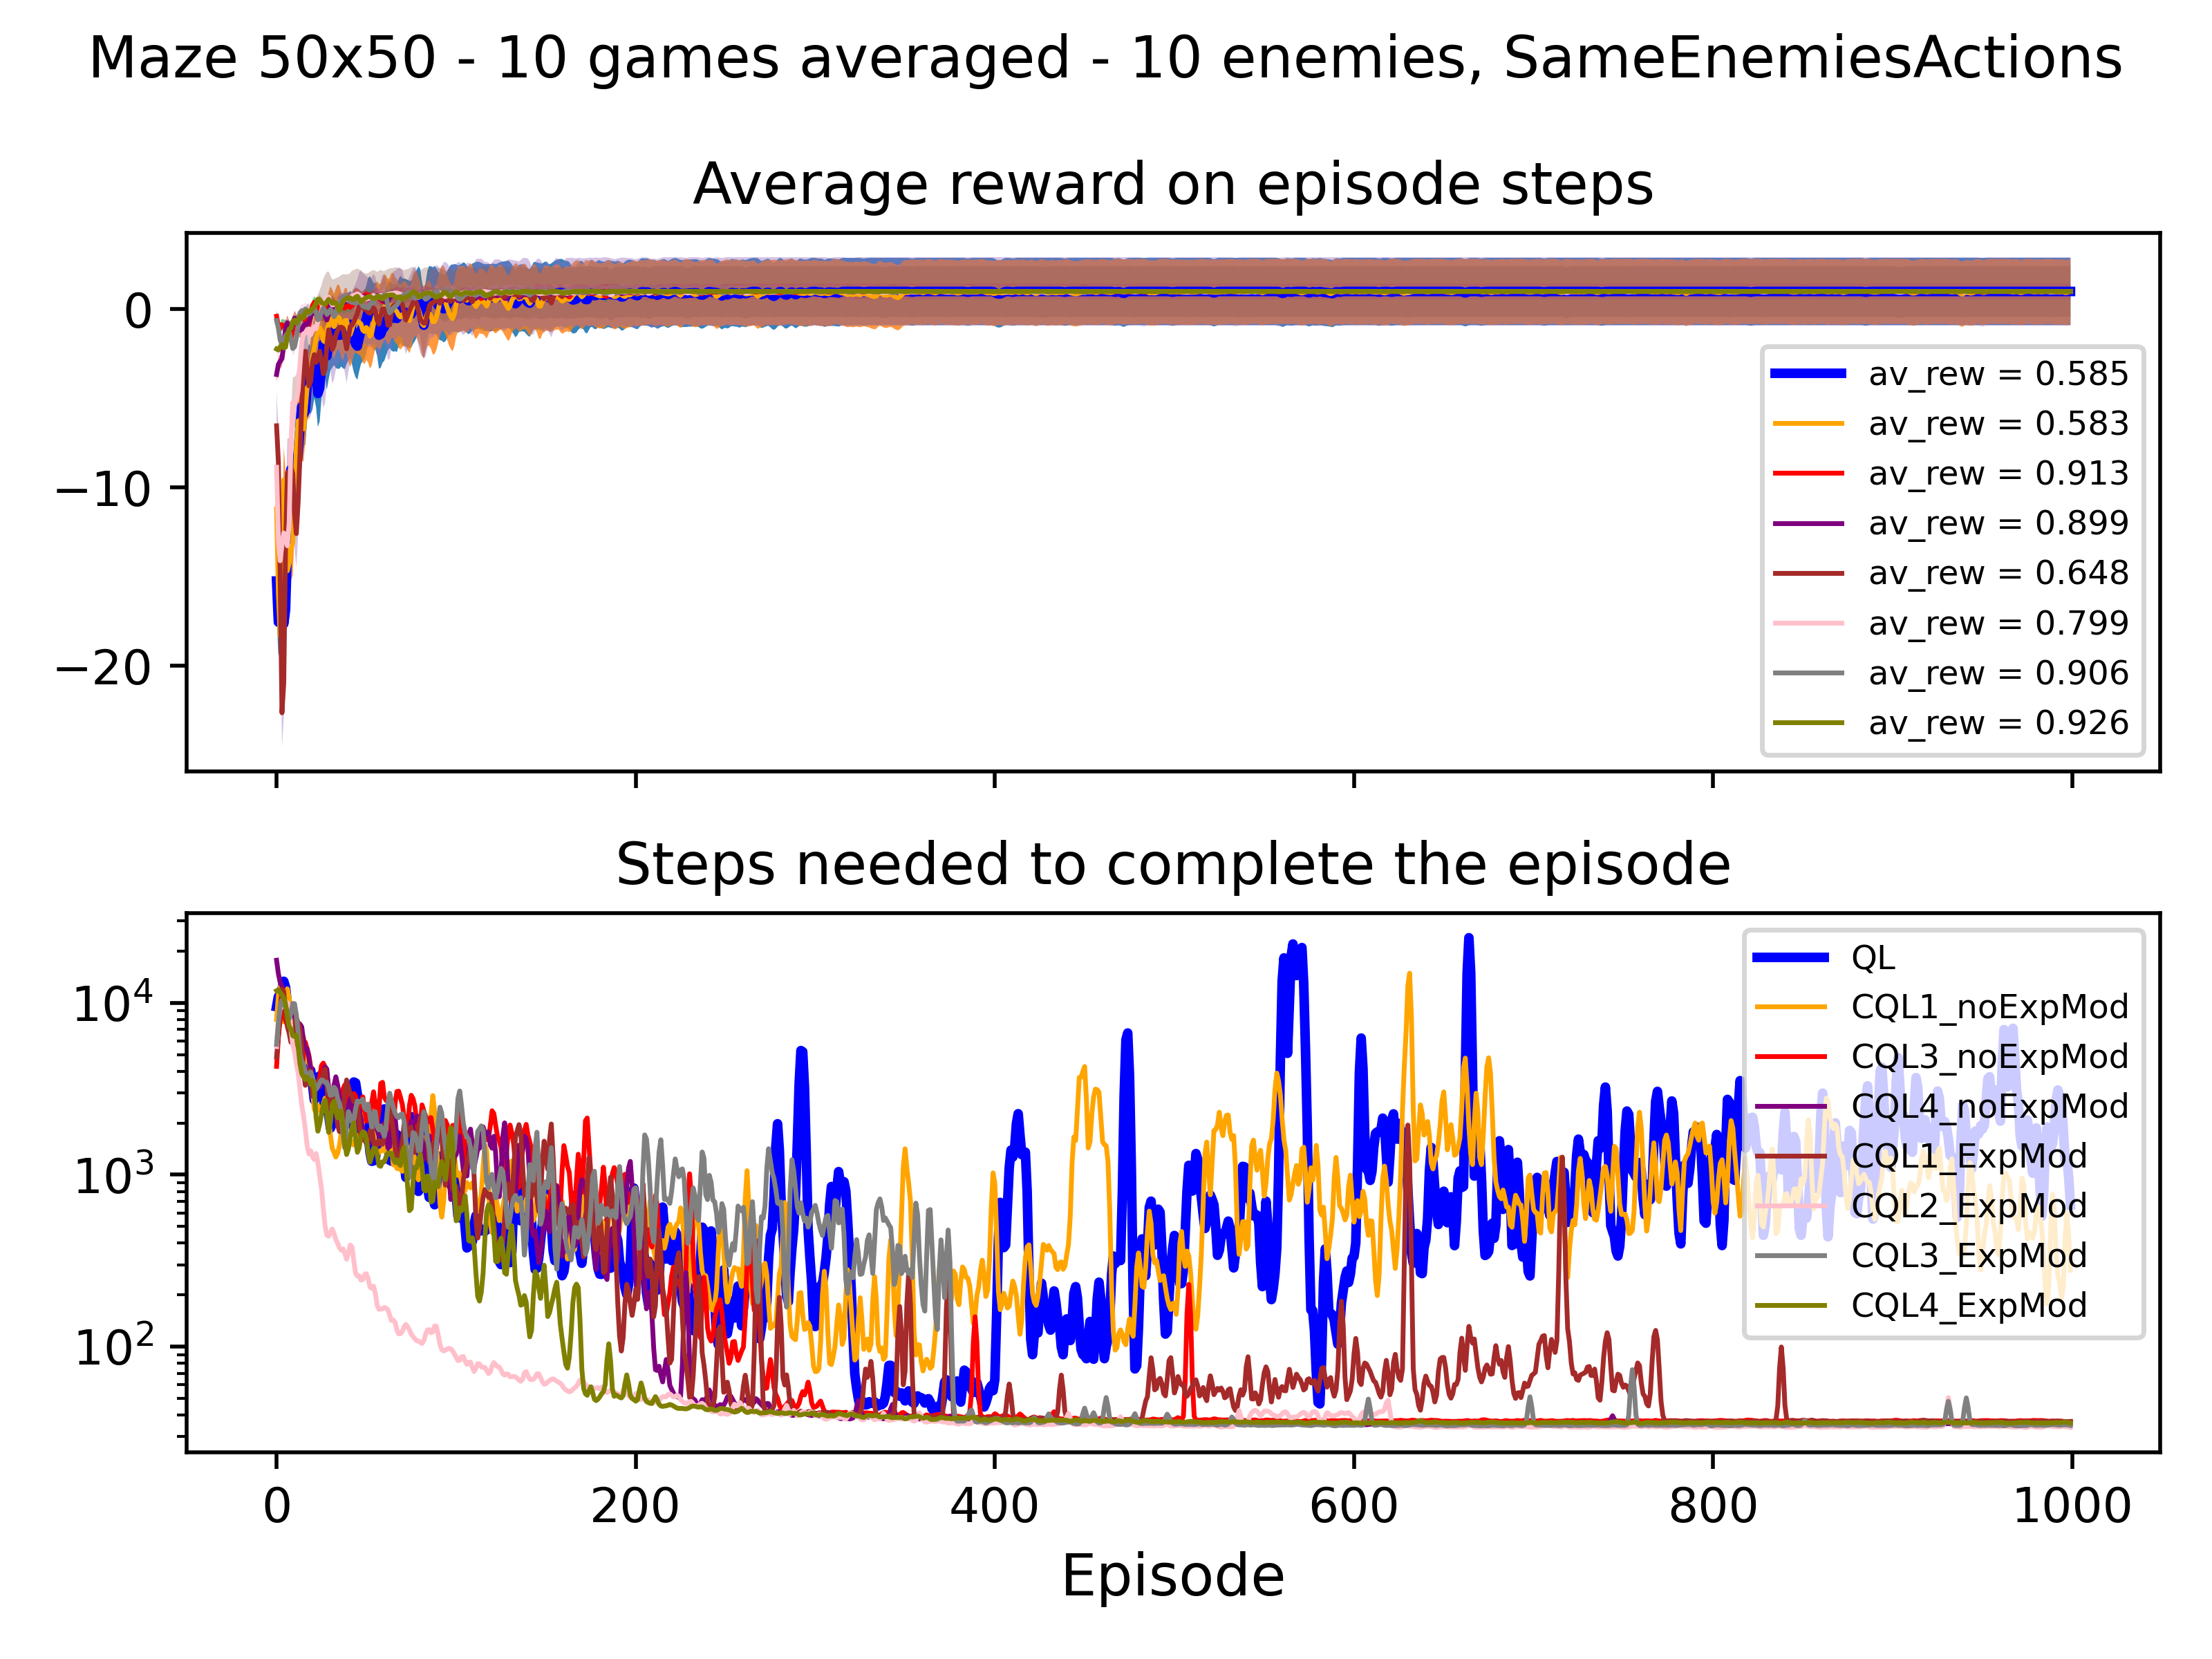 Maze 50x50 - 10 games averaged - 10 enemies, SameEnemiesActions
Average reward on episode steps
0
−10
−20
av_rew = 0.585
av_rew = 0.583
av_rew = 0.913
av_rew = 0.899
av_rew = 0.648
av_rew = 0.799
av_rew = 0.906
av_rew = 0.926
Steps needed to complete the episode
10⁴
10³
10²
QL
CQL1_noExpMod
CQL3_noExpMod
CQL4_noExpMod
CQL1_ExpMod
CQL2_ExpMod
CQL3_ExpMod
CQL4_ExpMod
0 200 400 600 800 1000
Episode